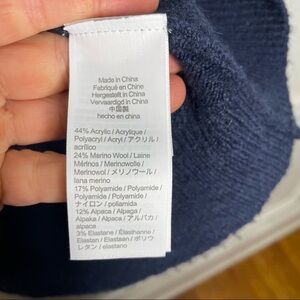 Made in China
Fabriqué en Chine
Hergestellt in China
Vervaardigd in China
中国製
hecho en china
44% Acrylic / Acrylique /
Polyacryl / Acryl / アクリル /
acrílico
24% Merino Wool / Laine
Mérinos / Merinowolle /
Merinowol / メリノウール /
lana merino
17% Polyamide / Polyamide /
Polyamid / Polyamide /
ナイロン / poliamida
12% Alpaca / Alpaga /
Alpaka / Alpaca / アルパカ /
alpaca
3% Elastane / Élasthanne /
Elastan / Elastaan / ポリウ
レタン / elastano